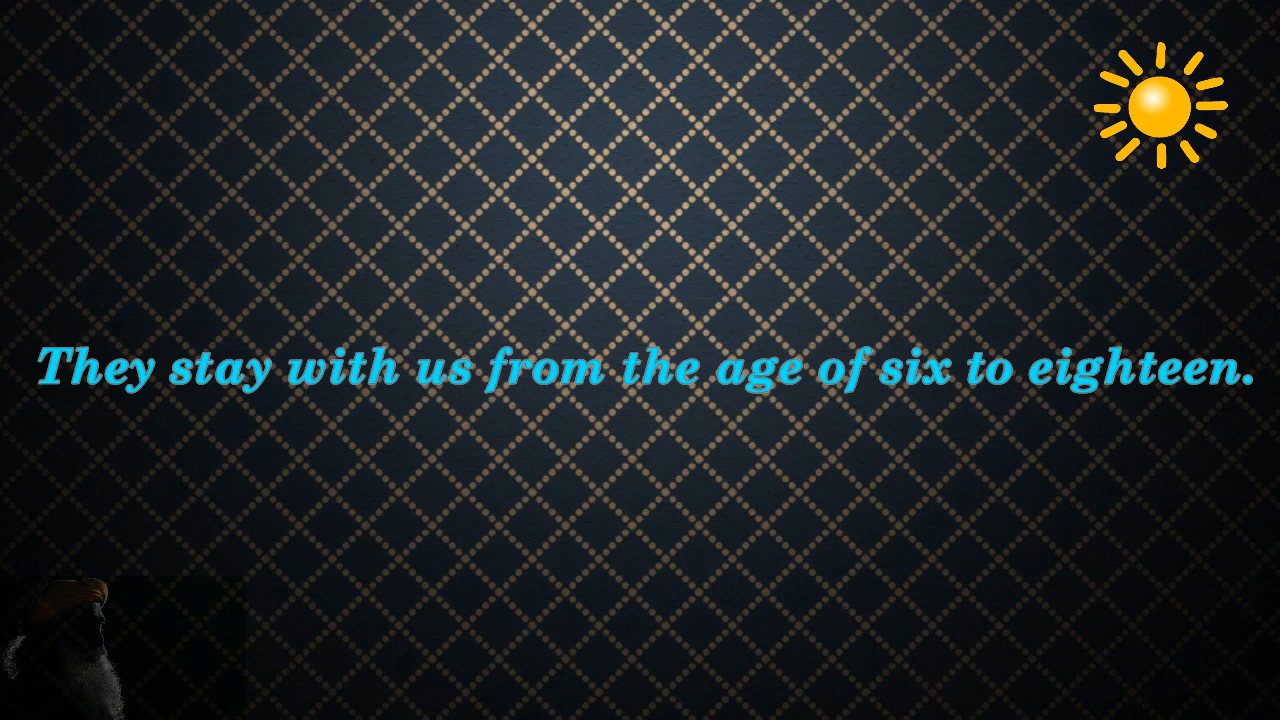 They stay with us from the age of six to eighteen.